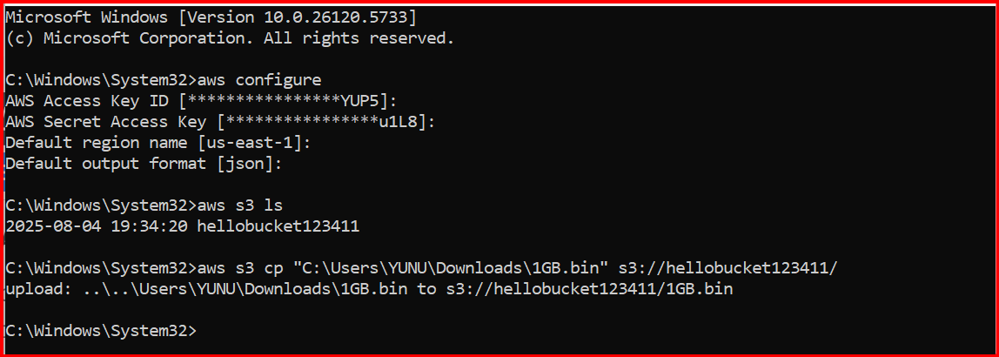 Microsoft Windows [Version 10.0.26120.5733]
(c) Microsoft Corporation. All rights reserved.
C:\Windows\System32>aws configure
AWS Access Key ID [****************YUP5]:
AWS Secret Access Key [****************u1L8]:
Default region name [us-east-1]:
Default output format [json]:
C:\Windows\System32>aws s3 ls
2025-08-04 19:34:20 hellobucket123411
C:\Windows\System32>aws s3 cp "C:\Users\YUNU\Downloads\1GB.bin" s3://hellobucket123411/
upload: ..\..\Users\YUNU\Downloads\1GB.bin to s3://hellobucket123411/1GB.bin
C:\Windows\System32>